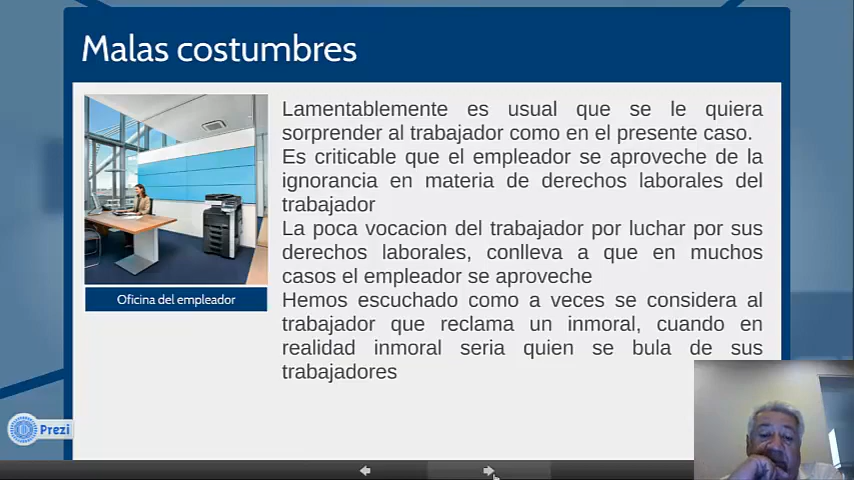 Malas costumbres
Lamentablemente es usual que se le quiera
sorprender al trabajador como en el presente caso.
Es criticable que el empleador se aproveche de la
ignorancia en materia de derechos laborales del
trabajador
La poca vocacion del trabajador por luchar por sus
derechos laborales, conlleva a que en muchos
casos el empleador se aproveche
Hemos escuchado como a veces se considera al
trabajador que reclama un inmoral, cuando en
realidad inmoral seria quien se bula de sus
trabajadores
Oficina del empleador
Prezi